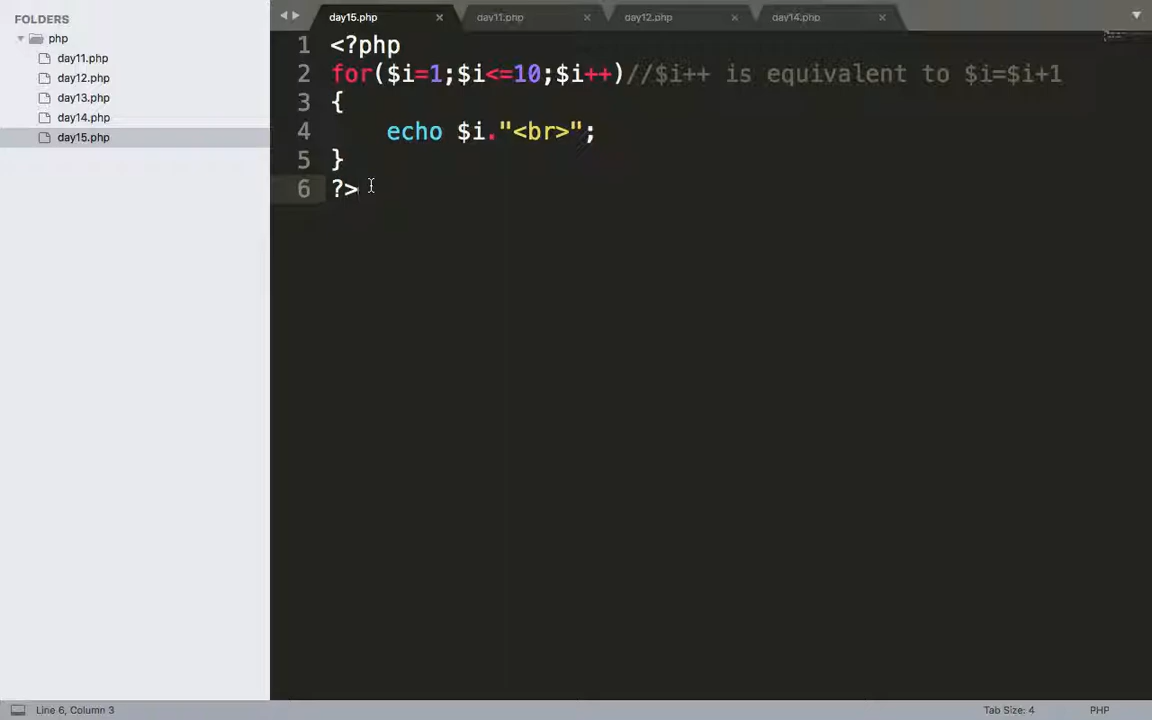 FOLDERS
php
day11.php
day12.php
day13.php
day14.php
day15.php
day15.php × day11.php × day12.php × day14.php ×
1 <?php
2 for($i=1;$i<=10;$i++)//$i++ is equivalent to $i=$i+1
3 {
4     echo $i."<br>";
5 }
6 ?>
Line 6, Column 3 Tab Size: 4 PHP